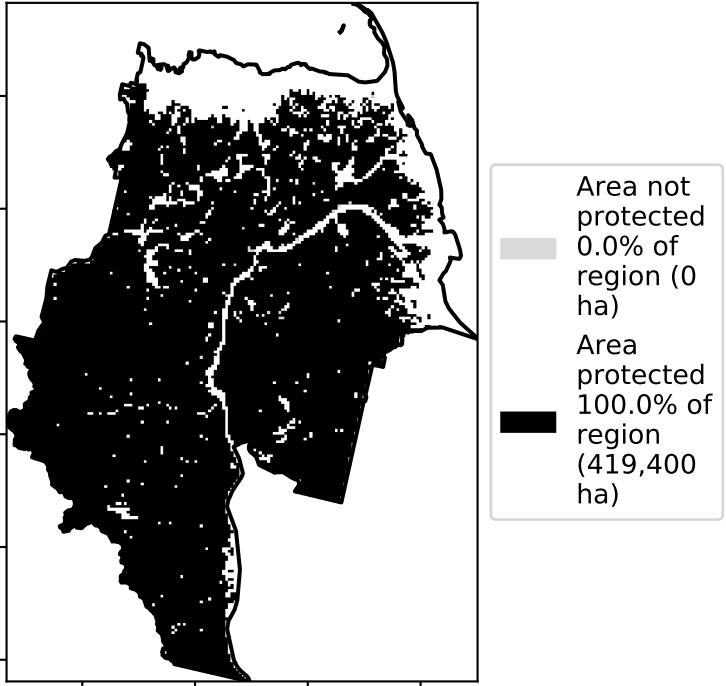 Area not
protected
0.0% of
region (0
ha)
Area
protected
100.0% of
region
(419,400
ha)